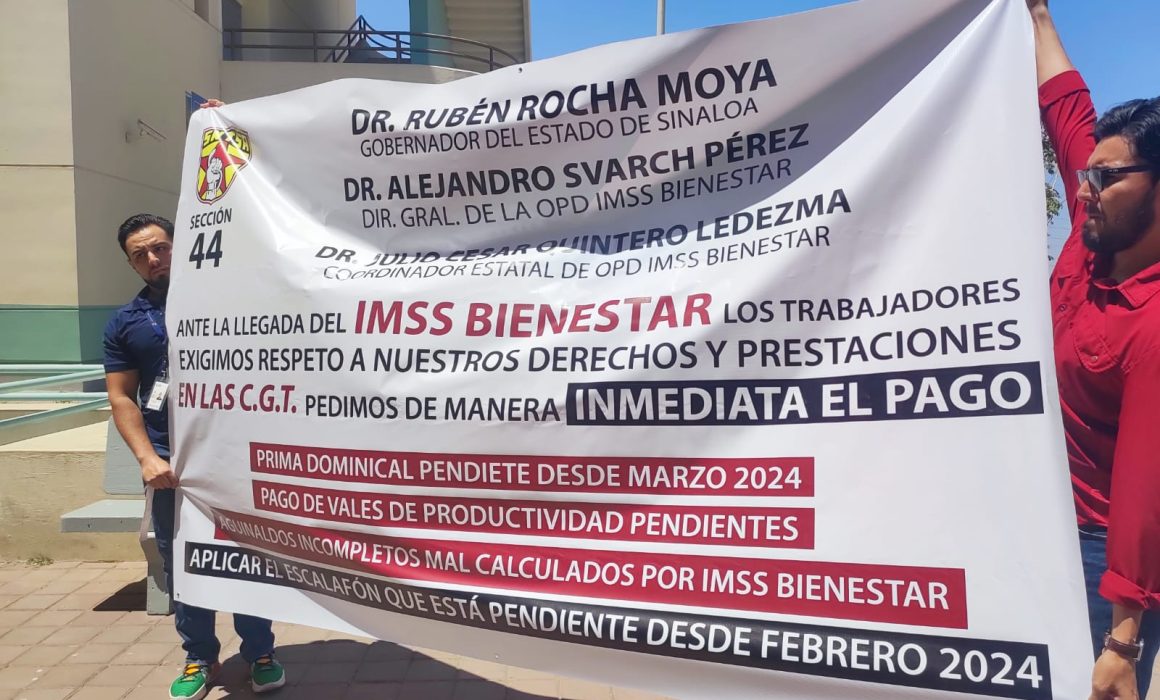 DR. RUBÉN ROCHA MOYA
GOBERNADOR DEL ESTADO DE SINALOA
DR. ALEJANDRO SVARCH PÉREZ
DIR. GRAL. DE LA OPD IMSS BIENESTAR
DR. JULIO CESAR QUINTERO LEDEZMA
COORDINADOR ESTATAL DE OPD IMSS BIENESTAR
SECCIÓN
44
ANTE LA LLEGADA DEL IMSS BIENESTAR LOS TRABAJADORES
EXIGIMOS RESPETO A NUESTROS DERECHOS Y PRESTACIONES
EN LAS C.G.T. PEDIMOS DE MANERA INMEDIATA EL PAGO
PRIMA DOMINICAL PENDIETE DESDE MARZO 2024
PAGO DE VALES DE PRODUCTIVIDAD PENDIENTES
AGUINALDOS INCOMPLETOS MAL CALCULADOS POR IMSS BIENESTAR
APLICAR EL ESCALAFÓN QUE ESTÁ PENDIENTE DESDE FEBRERO 2024